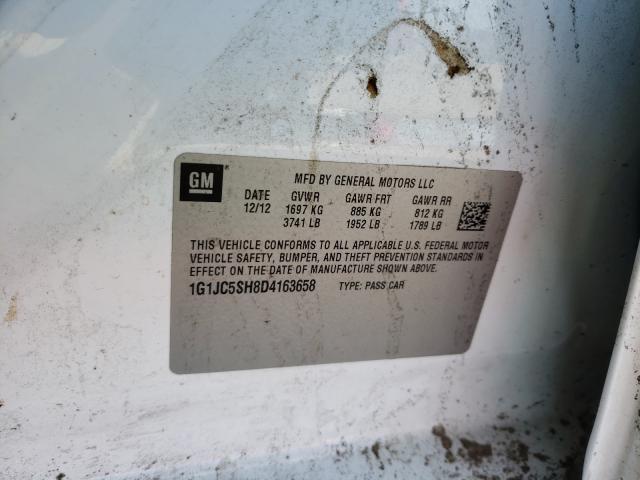 GM
MFD BY GENERAL MOTORS LLC
DATE GVWR GAWR FRT GAWR RR
12/12 1697 KG 885 KG 812 KG
3741 LB 1952 LB 1789 LB
THIS VEHICLE CONFORMS TO ALL APPLICABLE U.S. FEDERAL MOTOR
VEHICLE SAFETY, BUMPER, AND THEFT PREVENTION STANDARDS IN
EFFECT ON THE DATE OF MANUFACTURE SHOWN ABOVE.
1G1JC5SH8D4163658 TYPE: PASS CAR